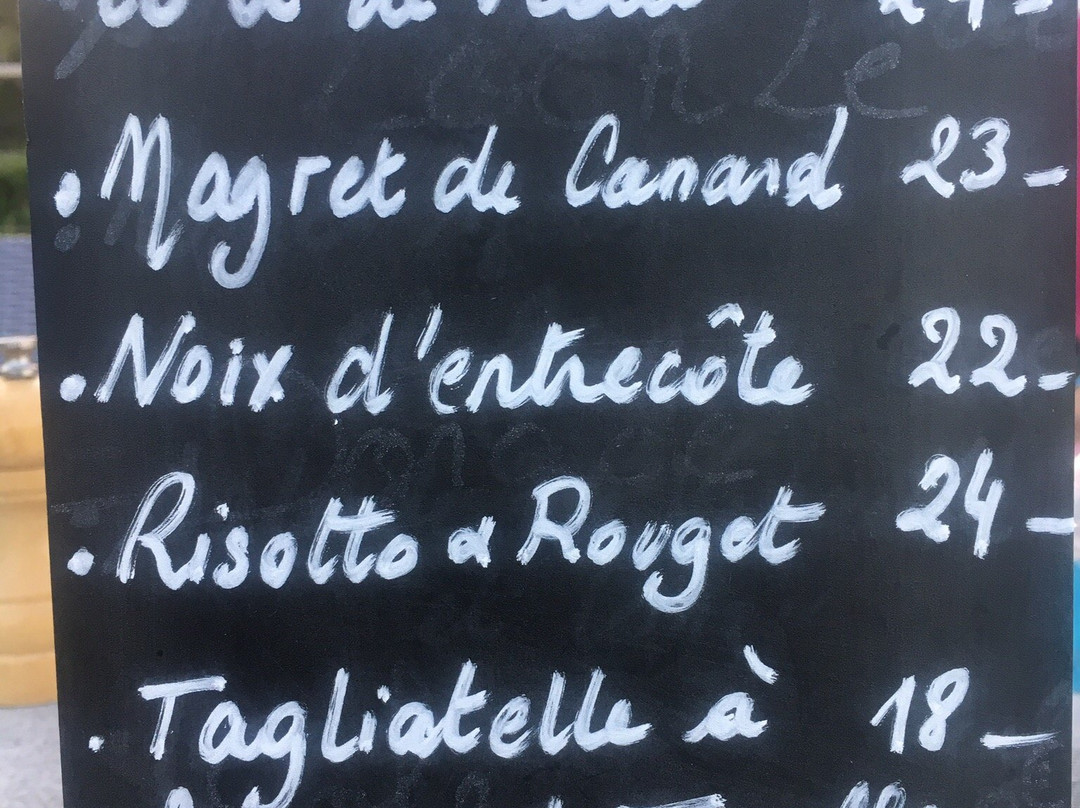 • Magret de Canard 23-
• Noix d'entrecôte 22-
• Risotto & Rouget 24-
• Tagliatelle à 18-